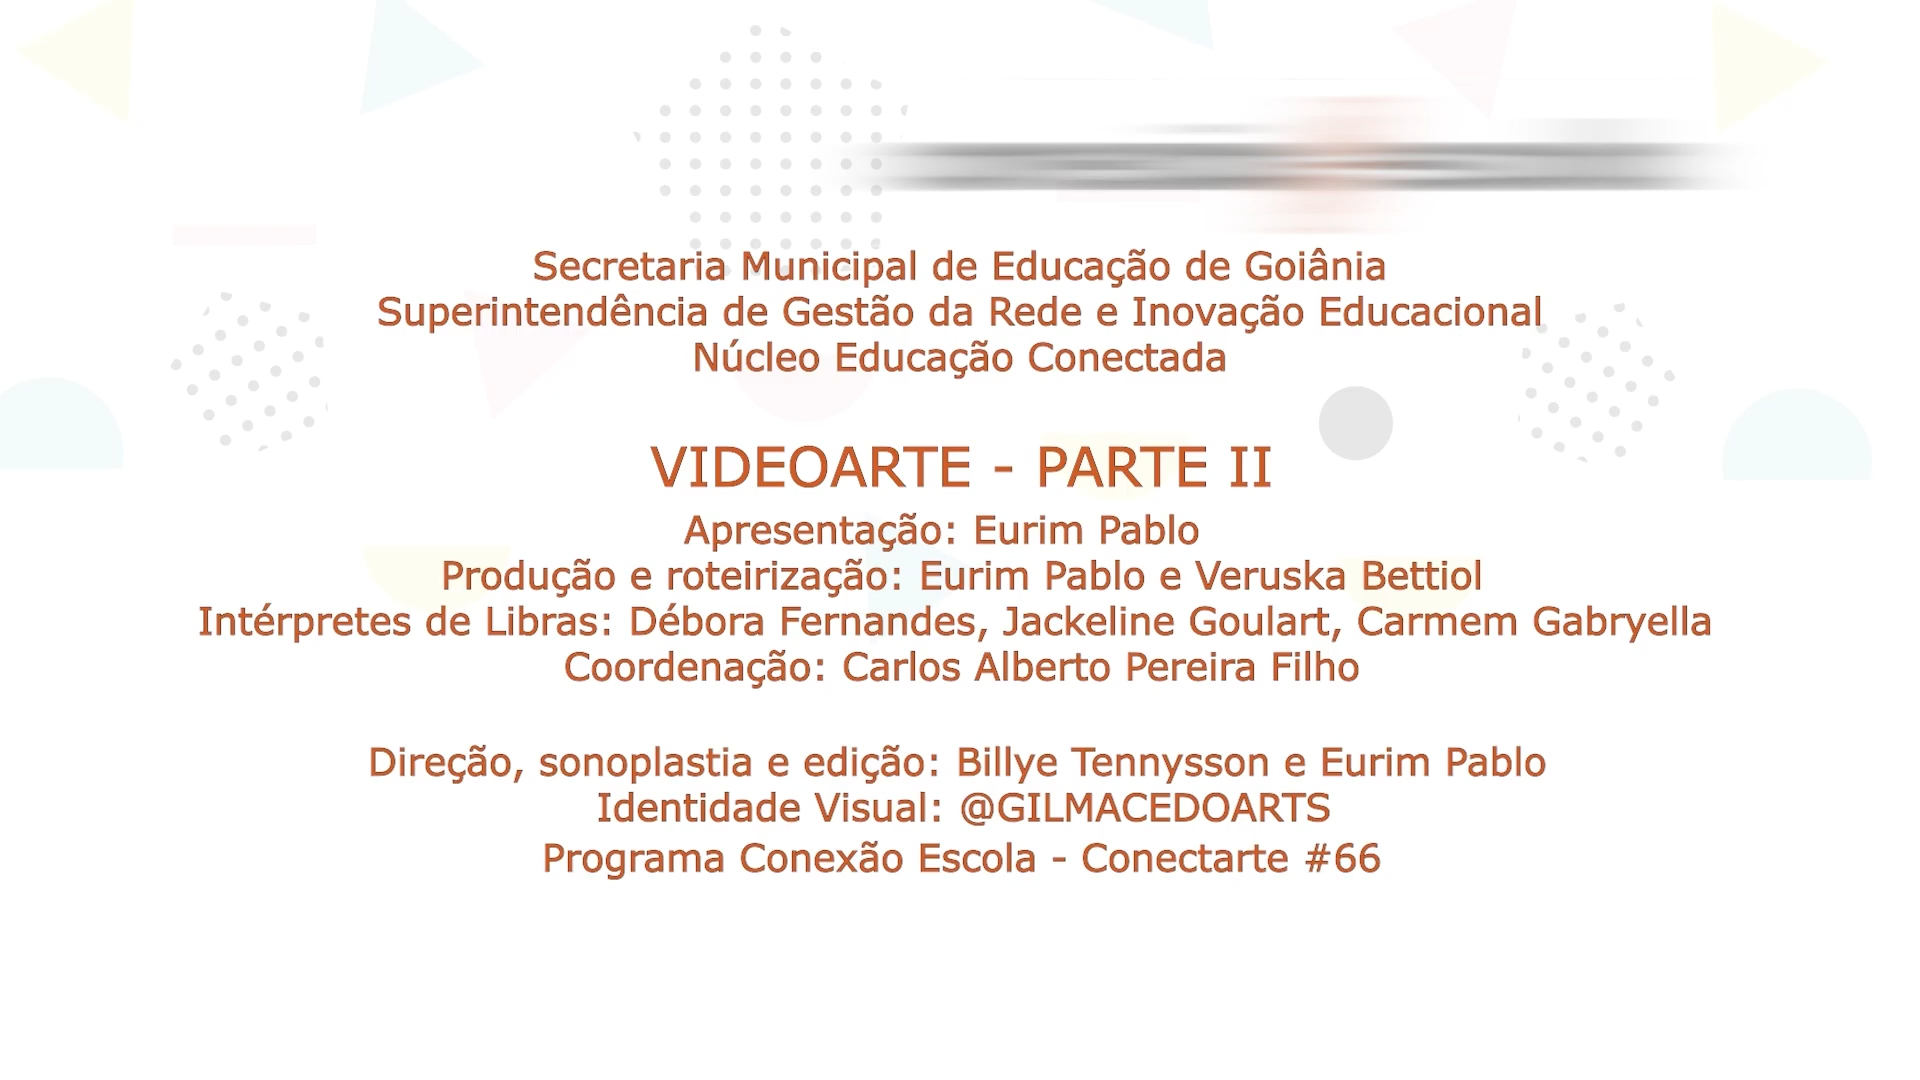 Secretaria Municipal de Educação de Goiânia
Superintendência de Gestão da Rede e Inovação Educacional
Núcleo Educação Conectada
VIDEOARTE - PARTE II
Apresentação: Eurim Pablo
Produção e roteirização: Eurim Pablo e Veruska Bettiol
Intérpretes de Libras: Débora Fernandes, Jackeline Goulart, Carmem Gabryella
Coordenação: Carlos Alberto Pereira Filho
Direção, sonoplastia e edição: Billye Tennysson e Eurim Pablo
Identidade Visual: @GILMACEDOARTS
Programa Conexão Escola - Conectarte #66